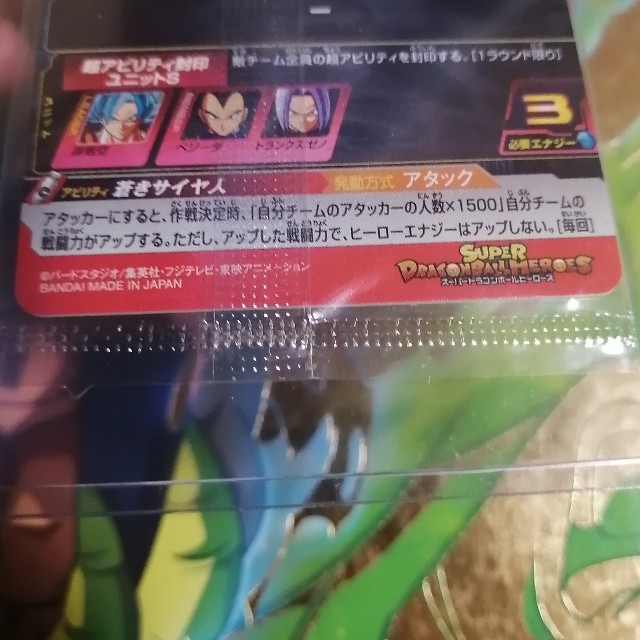 敵チーム全員の超アビリティを封印する。[1ラウンド限り]
超アビリティ封印
ユニットS
孫悟空
ベジータ
トランクス:ゼノ
3
必要エナジー
アビリティ 蒼きサイヤ人 発動方式 アタック
アタッカーにすると、作戦決定時、「自分チームのアタッカーの人数×1500」自分チームの
戦闘力がアップする。ただし、アップした戦闘力で、ヒーローエナジーはアップしない。[毎回]
©バードスタジオ/集英社・フジテレビ・東映アニメーション
BANDAI MADE IN JAPAN
SUPER
DRAGONBALL HEROES
スーパードラゴンボールヒーローズ